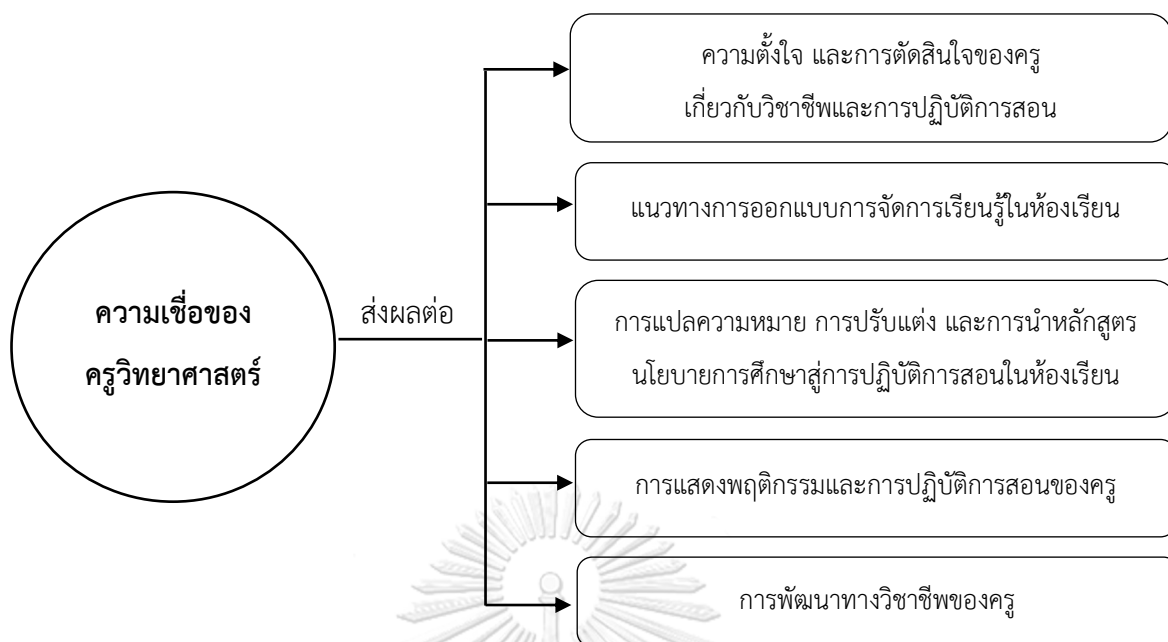 ความตั้งใจ และการตัดสินใจของครู
เกี่ยวกับวิชาชีพและการปฏิบัติการสอน
แนวทางการออกแบบการจัดการเรียนรู้ในห้องเรียน
ความเชื่อของ
ครูวิทยาศาสตร์
ส่งผลต่อ
การแปลความหมาย การปรับแต่ง และการนำหลักสูตร
นโยบายการศึกษาสู่การปฏิบัติการสอนในห้องเรียน
การแสดงพฤติกรรมและการปฏิบัติการสอนของครู
การพัฒนาทางวิชาชีพของครู